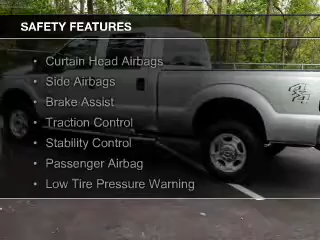 SAFETY FEATURES
• Curtain Head Airbags
• Side Airbags
• Brake Assist
• Traction Control
• Stability Control
• Passenger Airbag
• Low Tire Pressure Warning
4x4